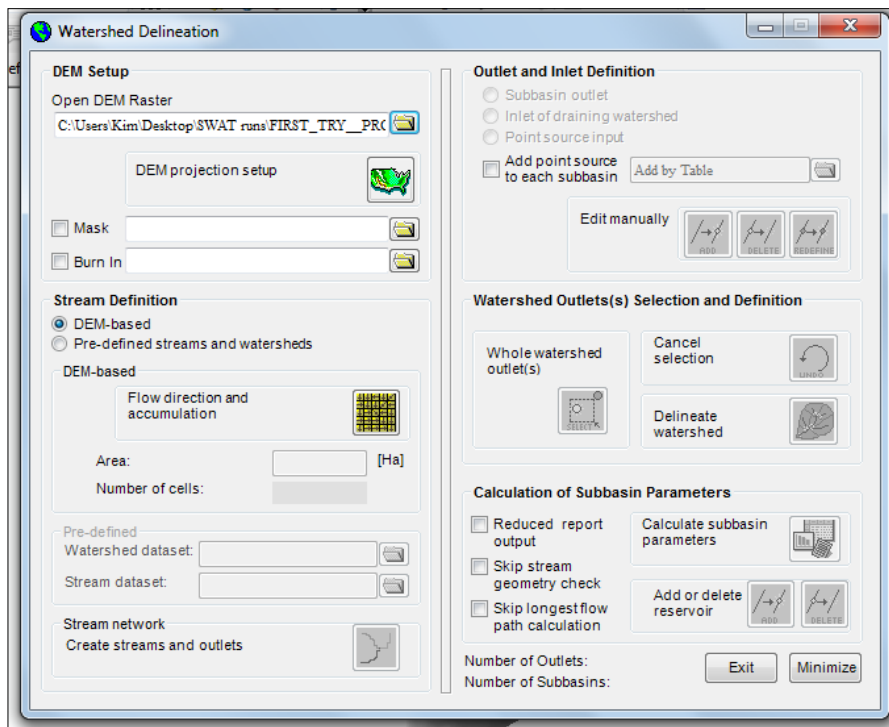 Watershed Delineation
ef
DEM Setup
Open DEM Raster
C:\Users\Kim\Desktop\SWAT runs\FIRST_TRY__PR(
DEM projection setup
Mask
Burn In
Stream Definition
DEM-based
Pre-defined streams and watersheds
DEM-based
Flow direction and
accumulation
Area:
[Ha]
Number of cells:
Pre-defined
Watershed dataset:
Stream dataset:
Stream network
Create streams and outlets
Outlet and Inlet Definition
Subbasin outlet
Inlet of draining watershed
Point source input
Add point source
to each subbasin
Add by Table
Edit manually
ADD
DELETE
REDEFINE
Watershed Outlets(s) Selection and Definition
Whole watershed
outlet(s)
SELECT
Cancel
selection
UNDO
Delineate
watershed
Calculation of Subbasin Parameters
Reduced report
output
Skip stream
geometry check
Skip longest flow
path calculation
Calculate subbasin
parameters
Add or delete
reservoir
ADD
DELETE
Number of Outlets:
Number of Subbasins:
Exit
Minimize